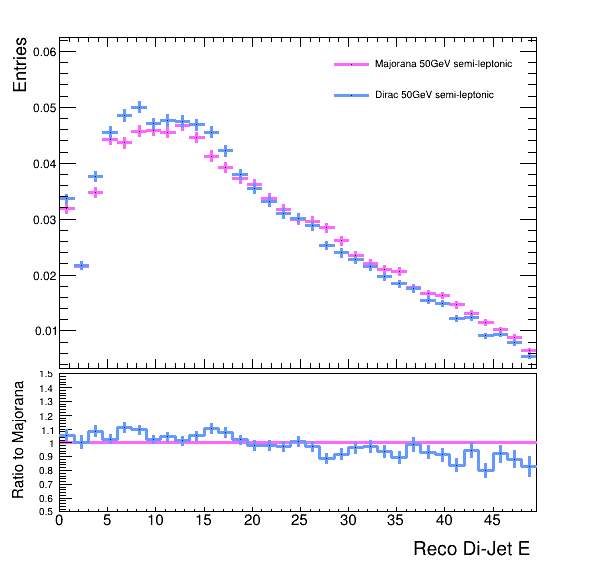 Entries
0.06
0.05
0.04
0.03
0.02
0.01
Majorana 50GeV semi-leptonic
Dirac 50GeV semi-leptonic
Ratio to Majorana
1.5
1.4
1.3
1.2
1.1
1
0.9
0.8
0.7
0.6
0.5
0 5 10 15 20 25 30 35 40 45
Reco Di-Jet E